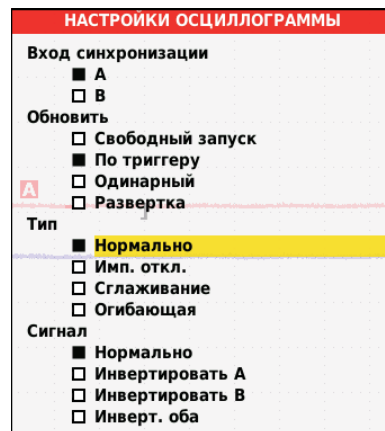 НАСТРОЙКИ ОСЦИЛЛОГРАММЫ
Вход синхронизации
A
B
Обновить
Свободный запуск
По триггеру
Одинарный
A
Развертка
Тип
Нормально
Имп. откл.
Сглаживание
Огибающая
Сигнал
Нормально
Инвертировать A
Инвертировать B
Инверт. оба